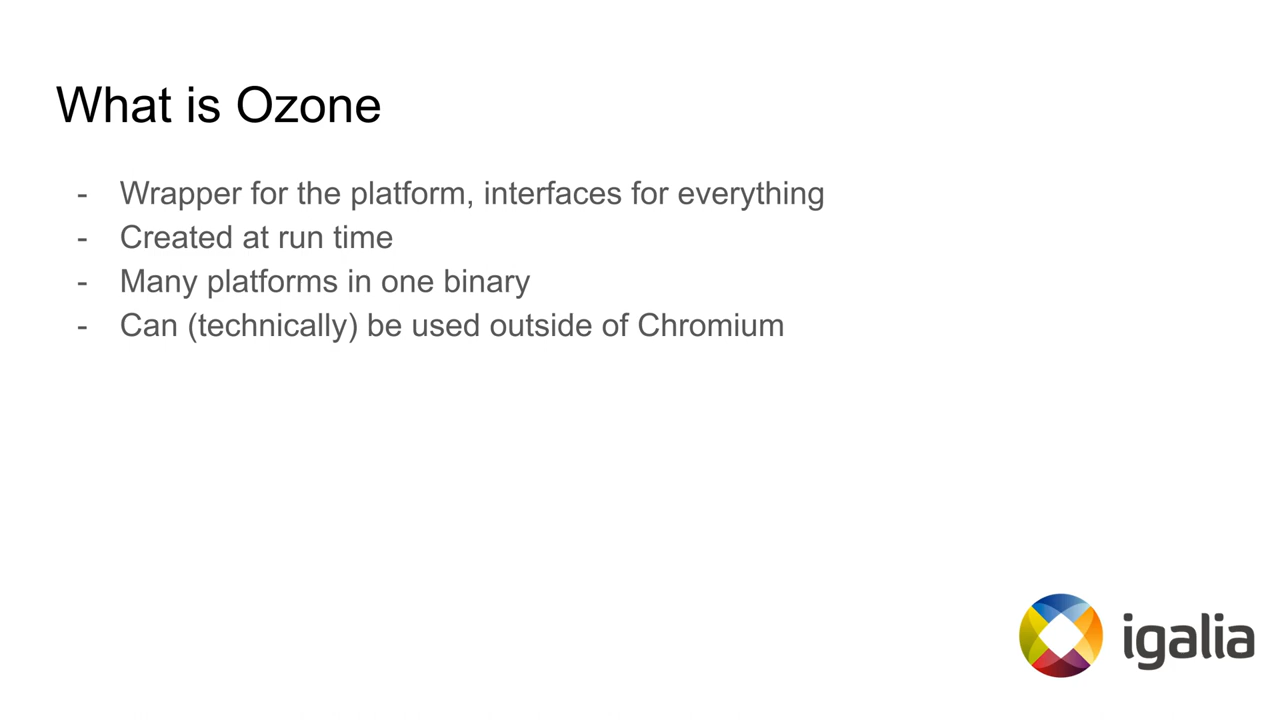 What is Ozone
- Wrapper for the platform, interfaces for everything
- Created at run time
- Many platforms in one binary
- Can (technically) be used outside of Chromium
igalia